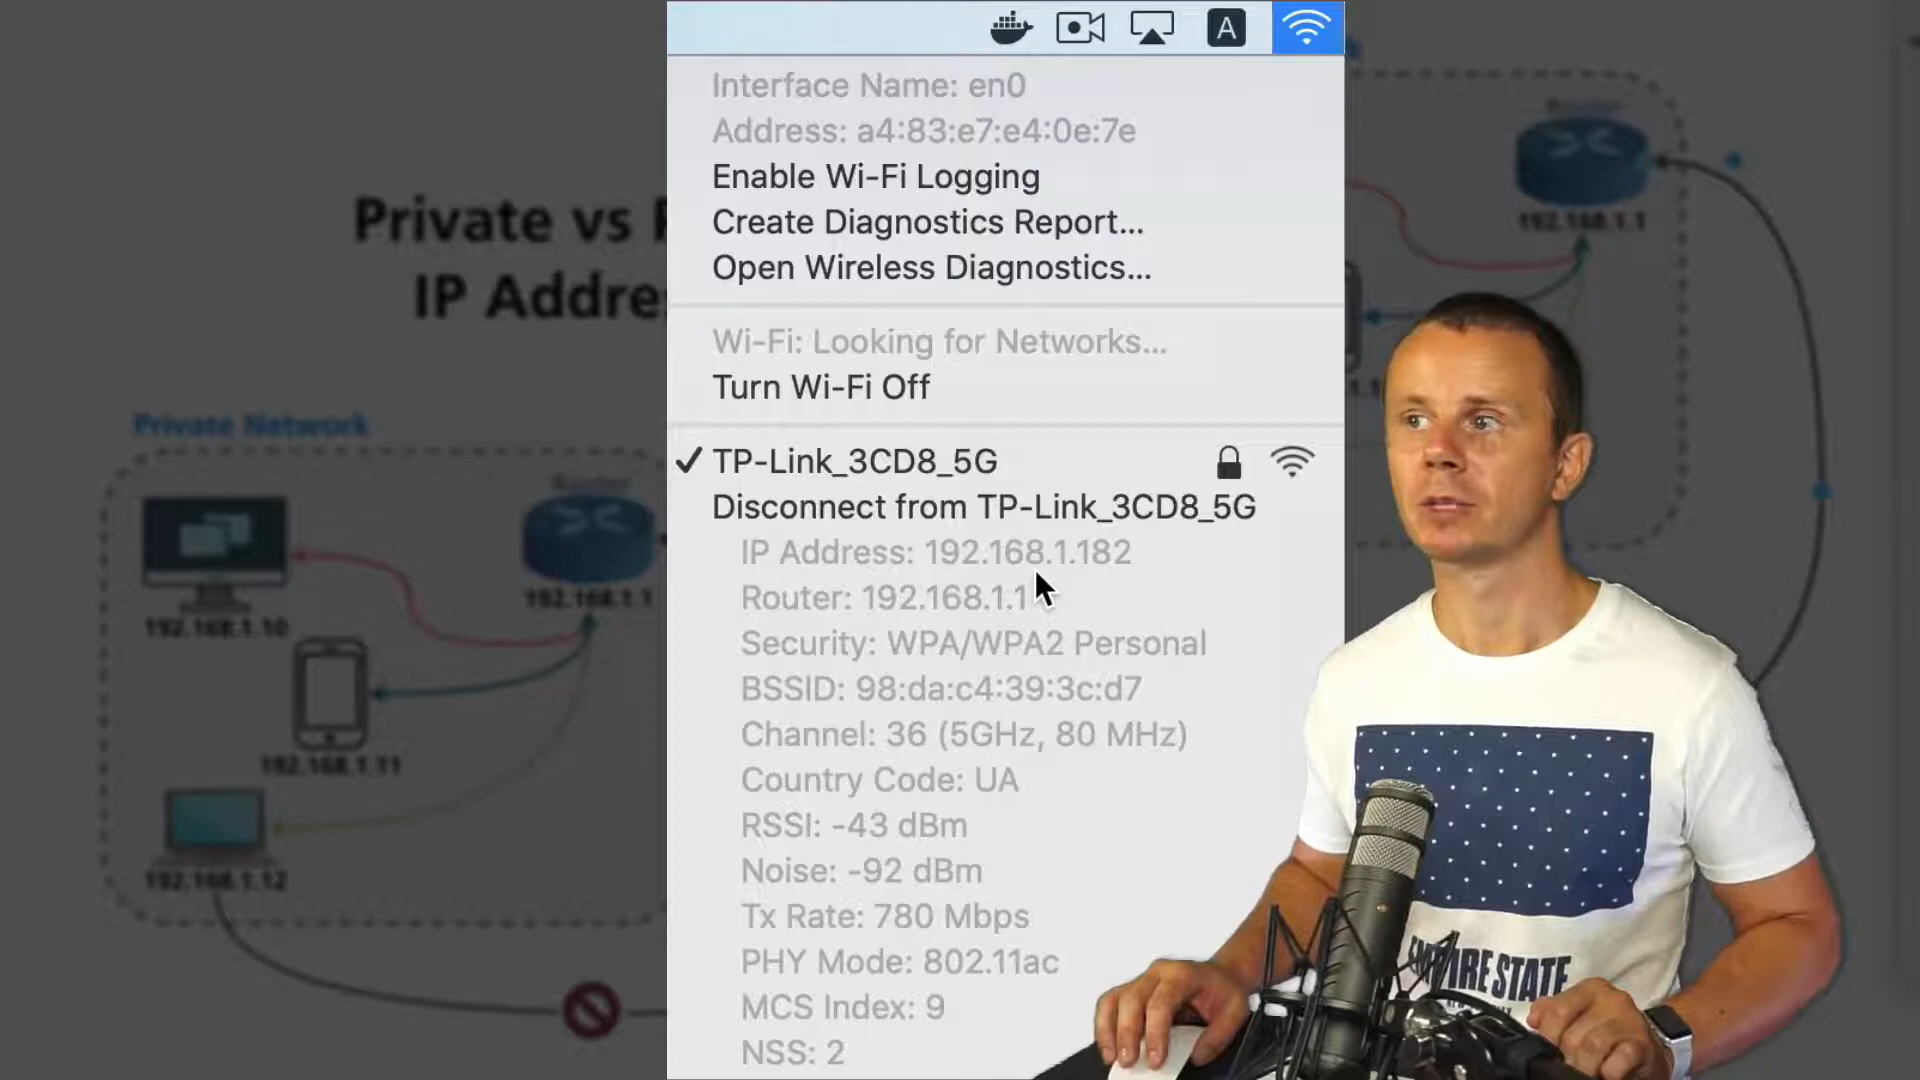 A
Interface Name: en0
Address: a4:83:e7:e4:0e:7e
Enable Wi-Fi Logging
Create Diagnostics Report...
Open Wireless Diagnostics...
Wi-Fi: Looking for Networks...
Turn Wi-Fi Off
✓ TP-Link_3CD8_5G
Disconnect from TP-Link_3CD8_5G
IP Address: 192.168.1.182
Router: 192.168.1.1
Security: WPA/WPA2 Personal
BSSID: 98:da:c4:39:3c:d7
Channel: 36 (5GHz, 80 MHz)
Country Code: UA
RSSI: -43 dBm
Noise: -92 dBm
Tx Rate: 780 Mbps
PHY Mode: 802.11ac
MCS Index: 9
NSS: 2
Private vs
IP Addre
Private Network
Router
192.168.1.1
192.168.1.10
192.168.1.11
192.168.1.12
Router
192.168.1.1
EMPIRE STATE